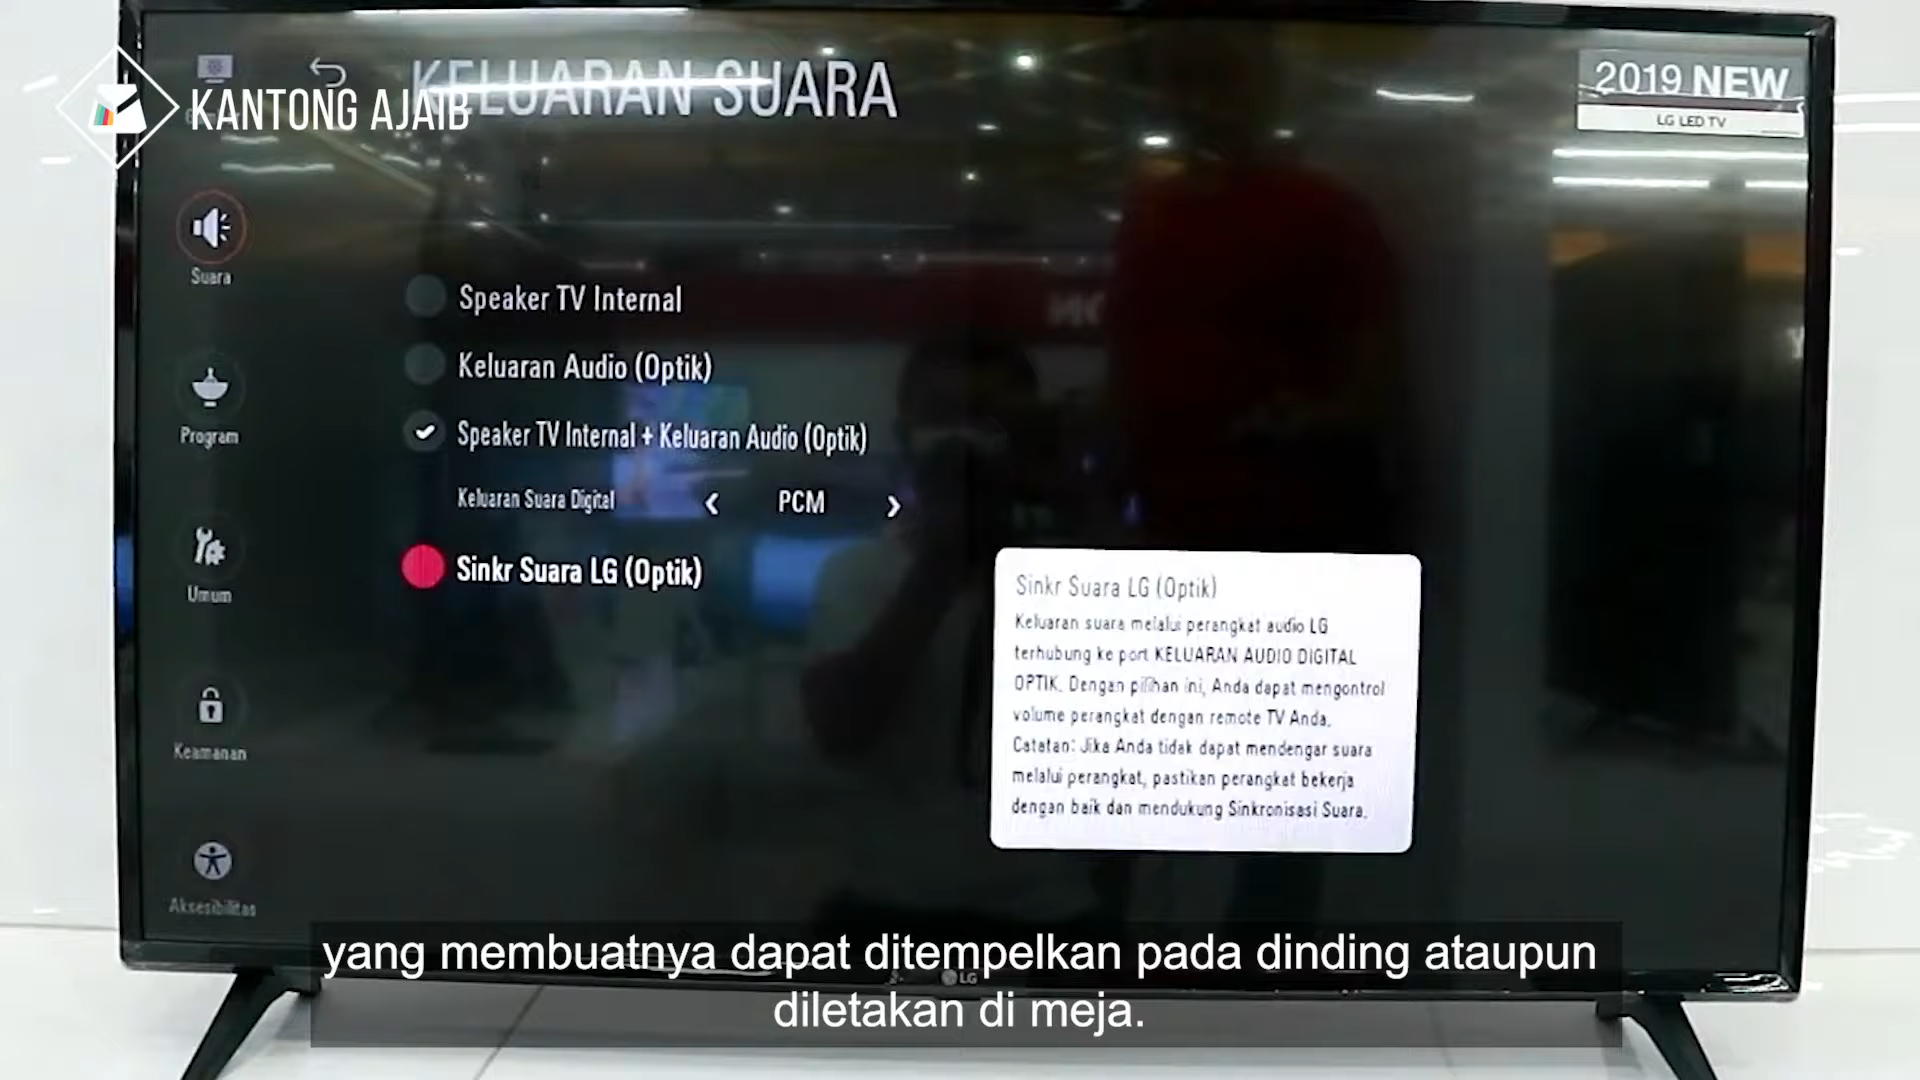 KANTONG AJAIB
KELUARAN SUARA
2019 NEW
LG LED TV
Suara
Speaker TV Internal
Keluaran Audio (Optik)
Program
Speaker TV Internal + Keluaran Audio (Optik)
Keluaran Suara Digital
PCM
Umum
Sinkr Suara LG (Optik)
Sinkr Suara LG (Optik)
Keluaran suara melalui perangkat audio LG
terhubung ke port KELUARAN AUDIO DIGITAL
OPTIK. Dengan pilihan ini, Anda dapat mengontrol
volume perangkat dengan remote TV Anda.
Catatan: Jika Anda tidak dapat mendengar suara
melalui perangkat, pastikan perangkat bekerja
dengan baik dan mendukung Sinkronisasi Suara.
Keamanan
Aksesibilitas
LG
yang membuatnya dapat ditempelkan pada dinding ataupun
diletakan di meja.